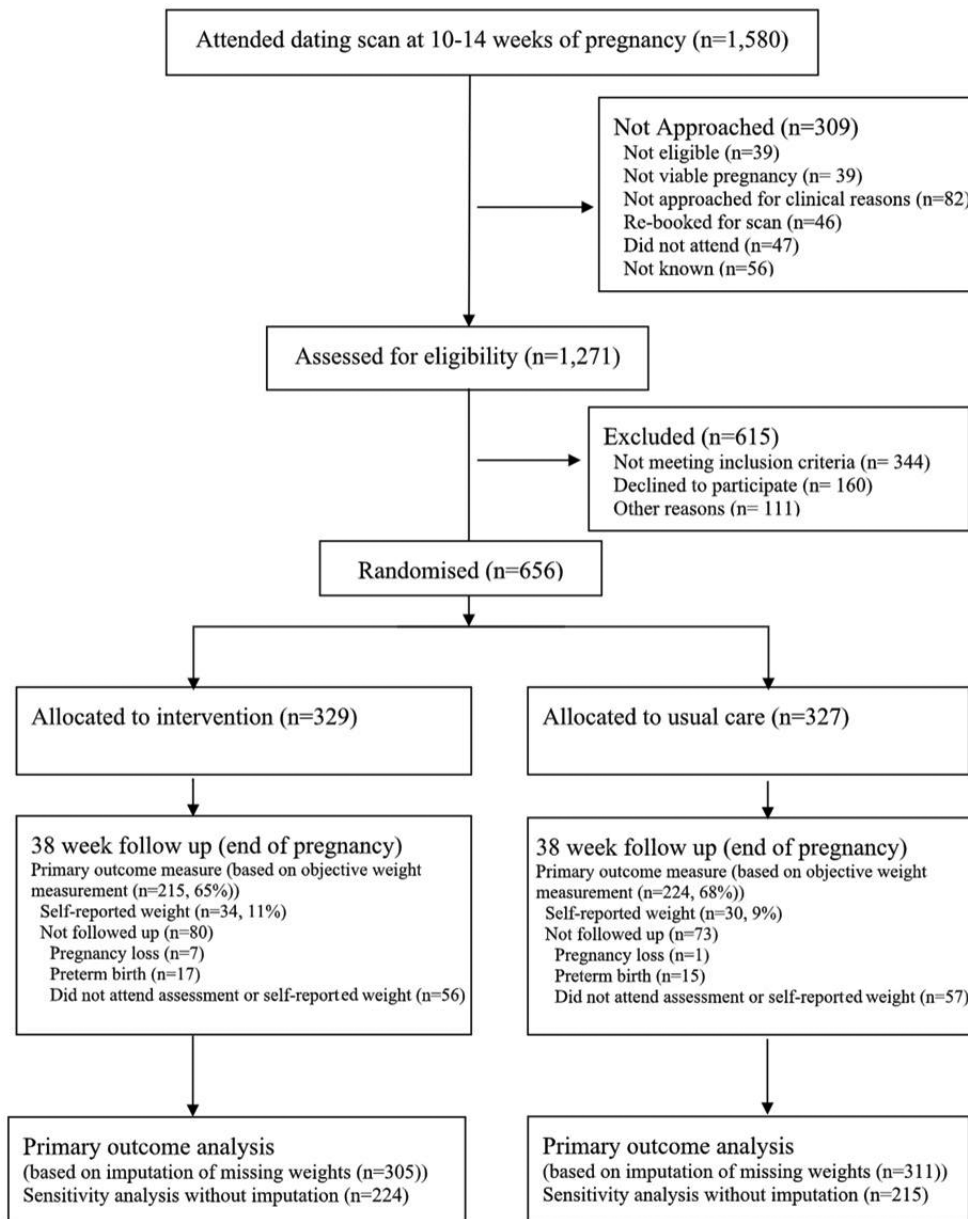 Attended dating scan at 10-14 weeks of pregnancy (n=1,580)
Not Approached (n=309)
Not eligible (n=39)
Not viable pregnancy (n= 39)
Not approached for clinical reasons (n=82)
Re-booked for scan (n=46)
Did not attend (n=47)
Not known (n=56)
Assessed for eligibility (n=1,271)
Excluded (n=615)
Not meeting inclusion criteria (n= 344)
Declined to participate (n= 160)
Other reasons (n= 111)
Randomised (n=656)
Allocated to intervention (n=329)
Allocated to usual care (n=327)
38 week follow up (end of pregnancy)
Primary outcome measure (based on objective weight
measurement (n=215, 65%))
Self-reported weight (n=34, 11%)
Not followed up (n=80)
Pregnancy loss (n=7)
Preterm birth (n=17)
Did not attend assessment or self-reported weight (n=56)
38 week follow up (end of pregnancy)
Primary outcome measure (based on objective weight
measurement (n=224, 68%))
Self-reported weight (n=30, 9%)
Not followed up (n=73)
Pregnancy loss (n=1)
Preterm birth (n=15)
Did not attend assessment or self-reported weight (n=57)
Primary outcome analysis
(based on imputation of missing weights (n=305))
Sensitivity analysis without imputation (n=224)
Primary outcome analysis
(based on imputation of missing weights (n=311))
Sensitivity analysis without imputation (n=215)